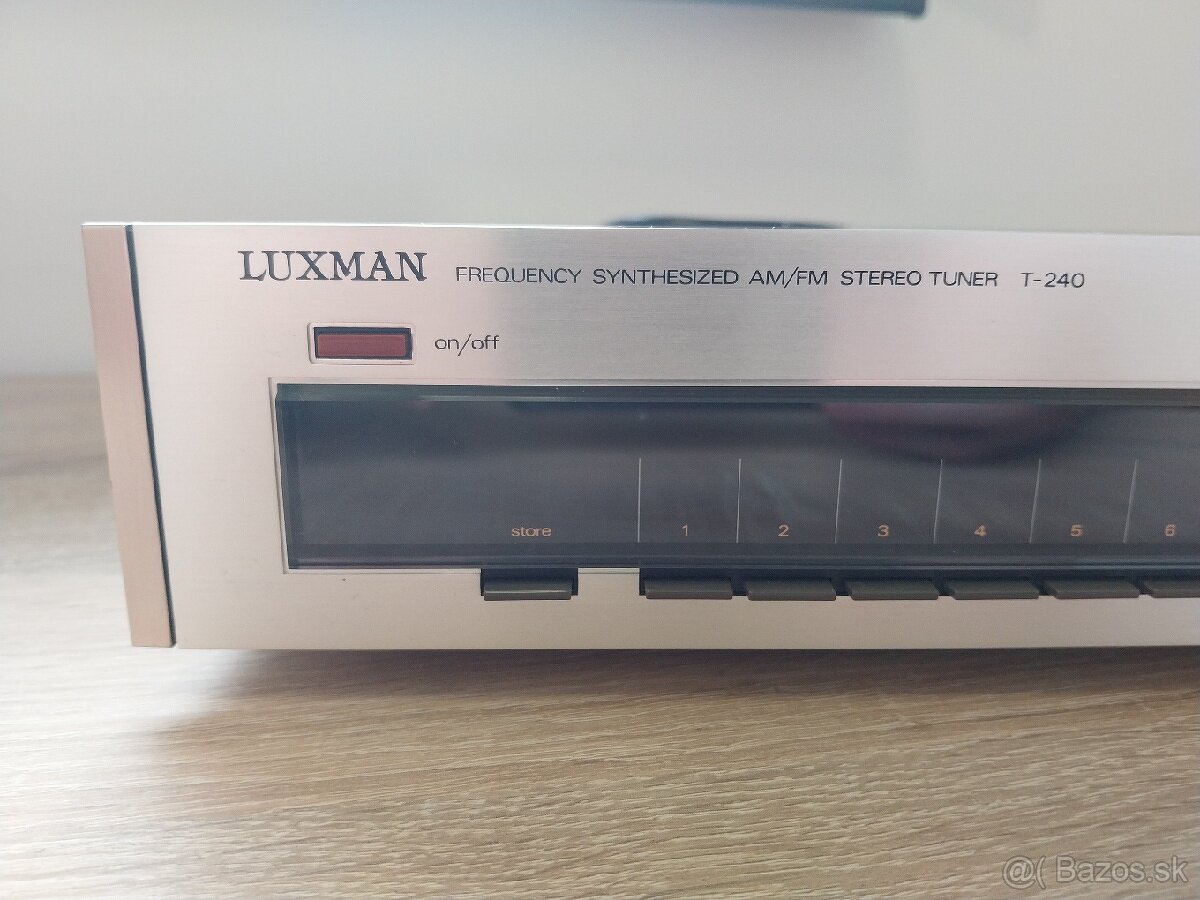 LUXMAN FREQUENCY SYNTHESIZED AM/FM STEREO TUNER T-240
on/off
store 1 2 3 4 5 6
@( Bazos.sk